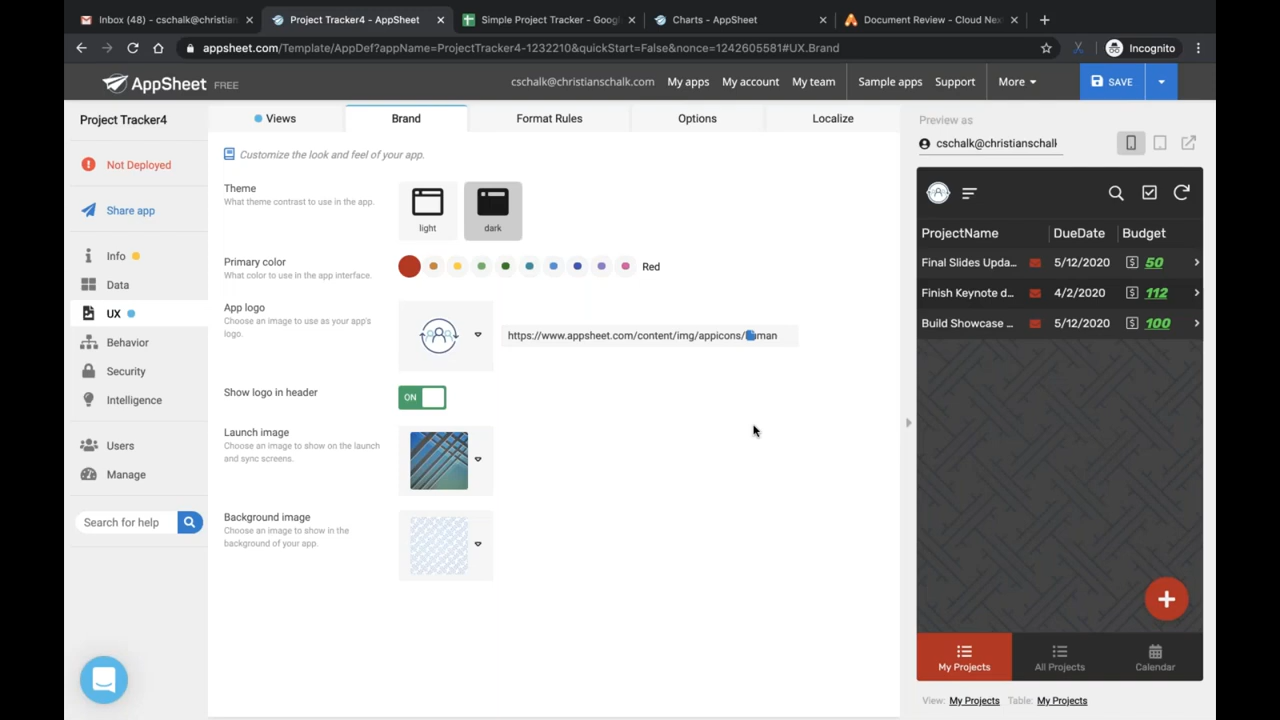 Inbox (48) - cschalk@christian
Project Tracker4 - AppSheet
Simple Project Tracker - Goog
Charts - AppSheet
Document Review - Cloud Nex
appsheet.com/Template/AppDef?appName=ProjectTracker4-1232210&quickStart=False&nonce=1242605581#UX.Brand
Incognito
AppSheet FREE
cschalk@christianschalk.com
My apps
My account
My team
Sample apps
Support
More
SAVE
Project Tracker4
Not Deployed
Share app
Info
Data
UX
Behavior
Security
Intelligence
Users
Manage
Search for help
Views
Brand
Format Rules
Options
Localize
Customize the look and feel of your app.
Theme
What theme contrast to use in the app.
light
dark
Primary color
What color to use in the app interface.
Red
App logo
Choose an image to use as your app's
logo.
https://www.appsheet.com/content/img/appicons/human
Show logo in header
ON
Launch image
Choose an image to show on the launch
and sync screens.
Background image
Choose an image to show in the
background of your app.
Preview as
cschalk@christianschalk
ProjectName DueDate Budget
Final Slides Upda... 5/12/2020 $ 50
Finish Keynote d... 4/2/2020 $ 112
Build Showcase ... 5/12/2020 $ 100
My Projects
All Projects
Calendar
View: My Projects Table: My Projects